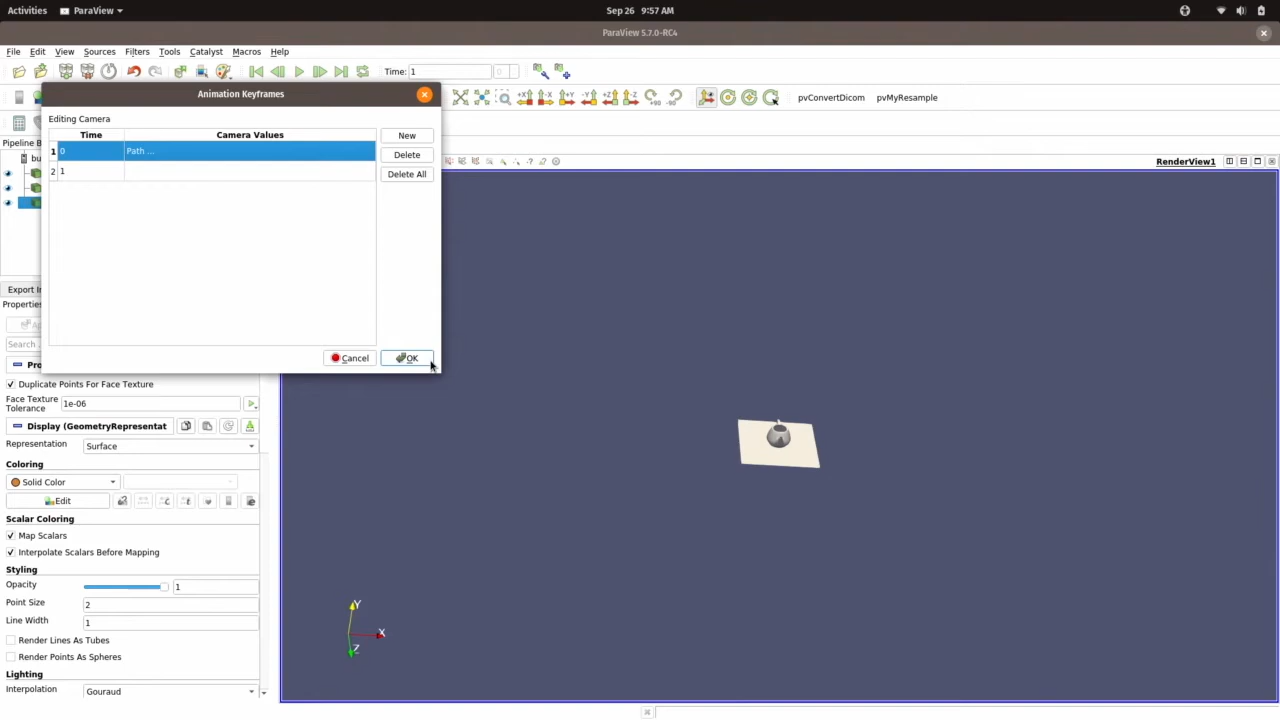 Activities ParaView Sep 26 9:57 AM
ParaView 5.7.0-RC4
File Edit View Sources Filters Tools Catalyst Macros Help
Time: 1 0
Animation Keyframes
pvConvertDicom pvMyResample
Editing Camera
Time Camera Values New
1 0 Path ... Delete
2 1 Delete All
Pipeline B
bu
RenderView1
Export In
Properties
Search ...
Cancel OK
Pro
Duplicate Points For Face Texture
Face Texture
Tolerance 1e-06
Display (GeometryRepresentat
Representation Surface
Coloring
Solid Color
Edit
Scalar Coloring
Map Scalars
Interpolate Scalars Before Mapping
Styling
Opacity 1
Point Size 2
Line Width 1
Render Lines As Tubes
Render Points As Spheres
Lighting
Interpolation Gouraud
Y
X
Z